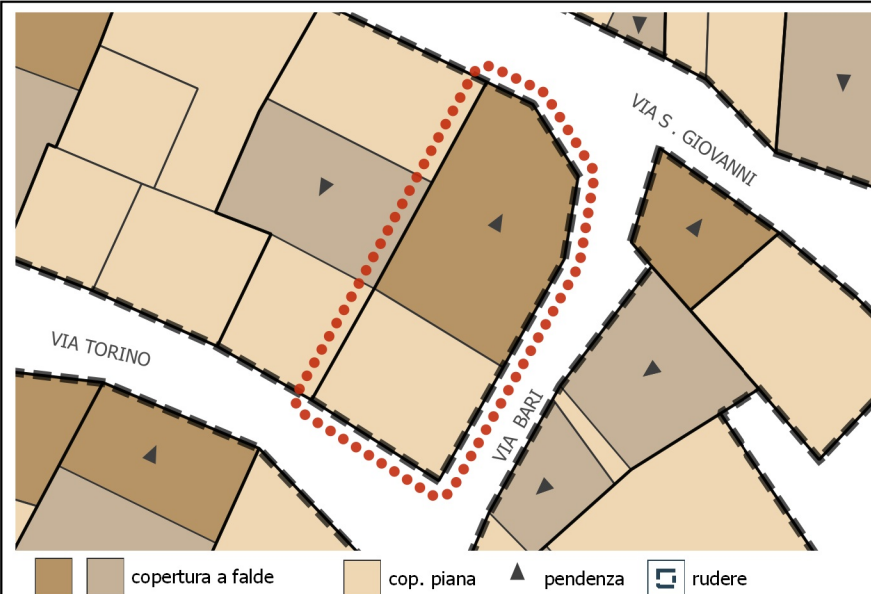 VIA S. GIOVANNI
VIA TORINO
VIA BARI
copertura a falde
cop. piana
pendenza
rudere